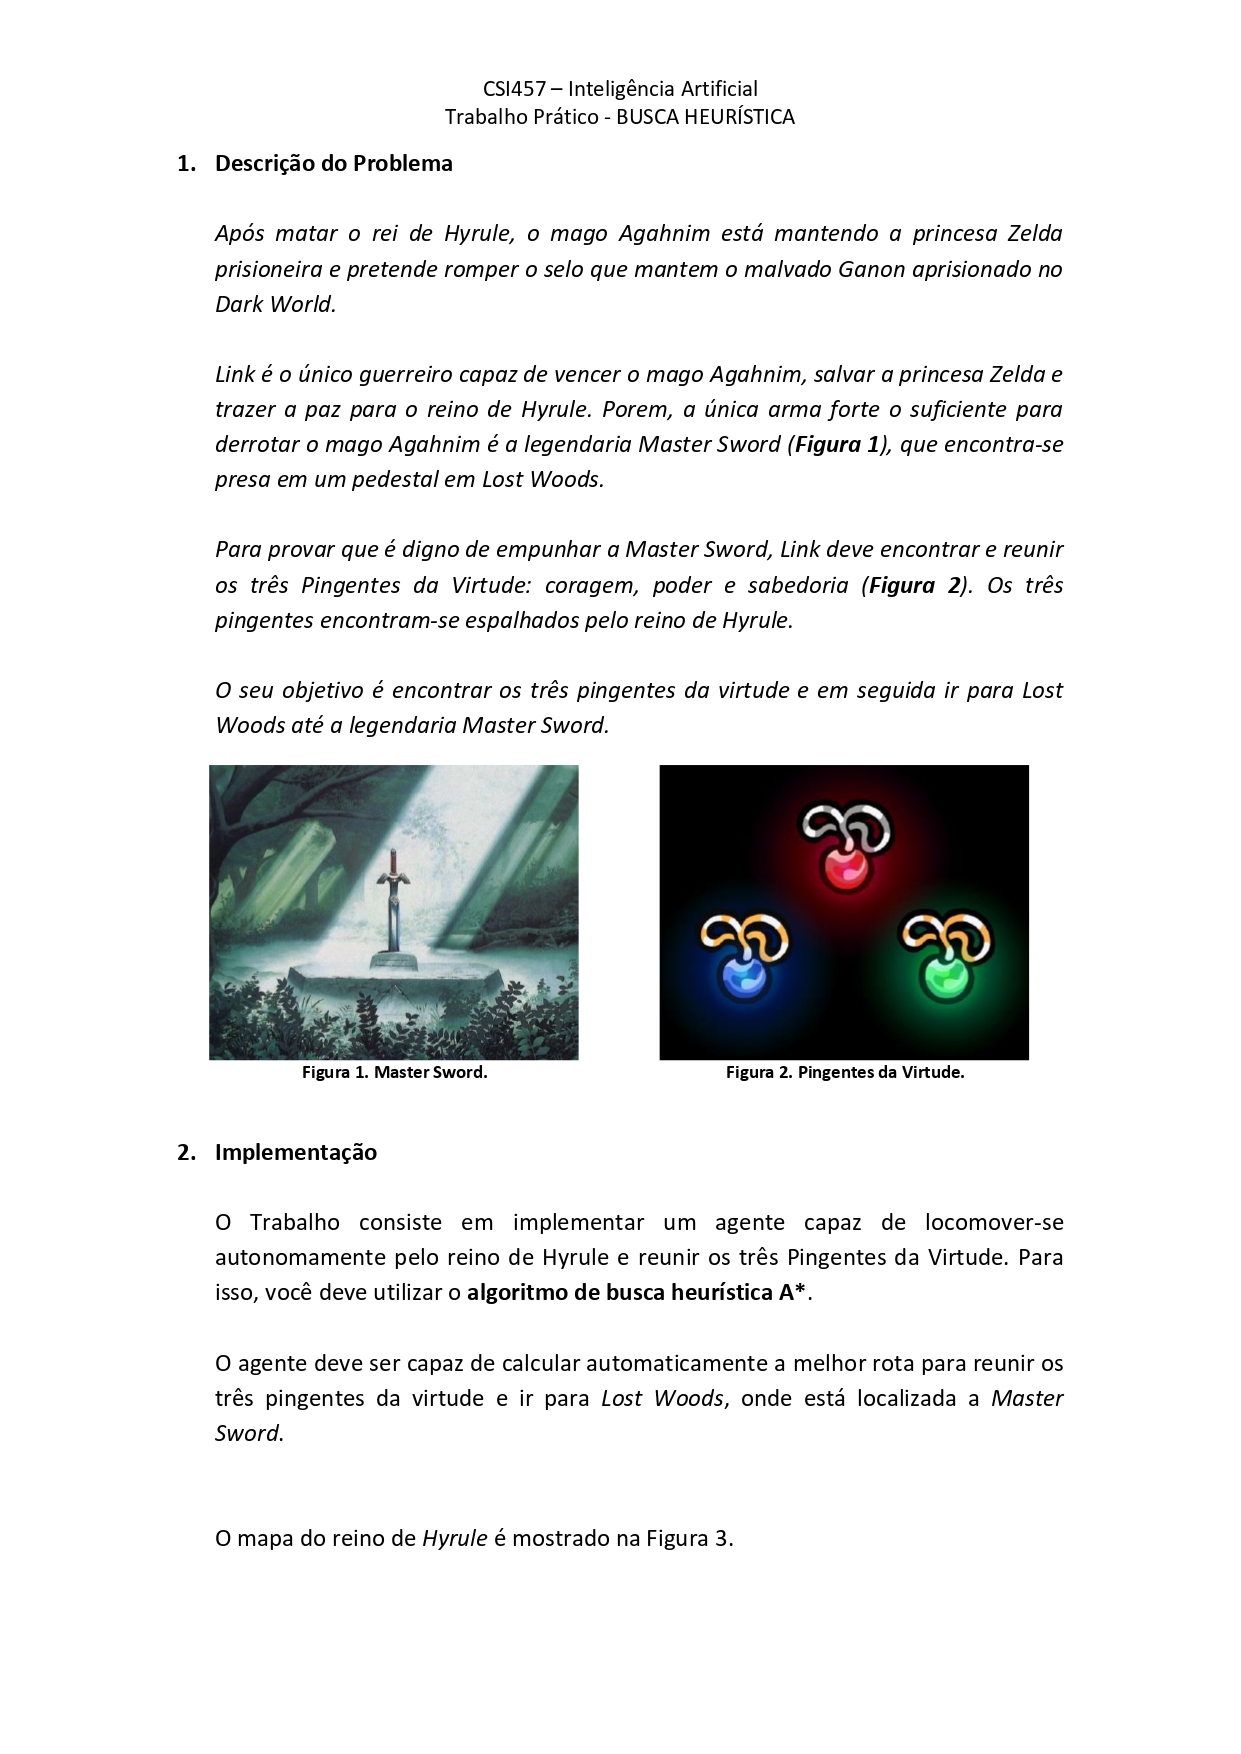 CSI457 – Inteligência Artificial
Trabalho Prático - BUSCA HEURÍSTICA
1. Descrição do Problema
Após matar o rei de Hyrule, o mago Agahnim está mantendo a princesa Zelda
prisioneira e pretende romper o selo que mantem o malvado Ganon aprisionado no
Dark World.
Link é o único guerreiro capaz de vencer o mago Agahnim, salvar a princesa Zelda e
trazer a paz para o reino de Hyrule. Porem, a única arma forte o suficiente para
derrotar o mago Agahnim é a legendaria Master Sword (Figura 1), que encontra-se
presa em um pedestal em Lost Woods.
Para provar que é digno de empunhar a Master Sword, Link deve encontrar e reunir
os três Pingentes da Virtude: coragem, poder e sabedoria (Figura 2). Os três
pingentes encontram-se espalhados pelo reino de Hyrule.
O seu objetivo é encontrar os três pingentes da virtude e em seguida ir para Lost
Woods até a legendaria Master Sword.
Figura 1. Master Sword.
Figura 2. Pingentes da Virtude.
2. Implementação
O Trabalho consiste em implementar um agente capaz de locomover-se
autonomamente pelo reino de Hyrule e reunir os três Pingentes da Virtude. Para
isso, você deve utilizar o algoritmo de busca heurística A*.
O agente deve ser capaz de calcular automaticamente a melhor rota para reunir os
três pingentes da virtude e ir para Lost Woods, onde está localizada a Master
Sword.
O mapa do reino de Hyrule é mostrado na Figura 3.